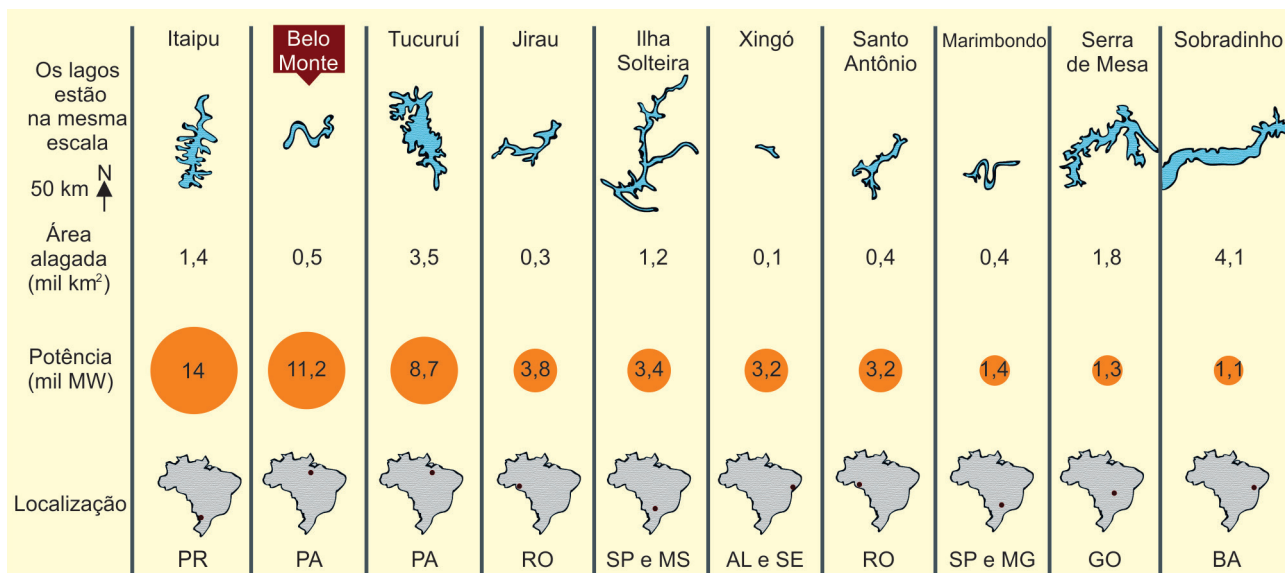 Itaipu
Belo
Monte
Tucuruí
Jirau
Ilha
Solteira
Xingó
Santo
Antônio
Marimbondo
Serra
de Mesa
Sobradinho
Os lagos
estão
na mesma
escala
50 km
N
Área
alagada
(mil km²)
1,4
0,5
3,5
0,3
1,2
0,1
0,4
0,4
1,8
4,1
Potência
(mil MW)
14
11,2
8,7
3,8
3,4
3,2
3,2
1,4
1,3
1,1
Localização
PR
PA
PA
RO
SP e MS
AL e SE
RO
SP e MG
GO
BA